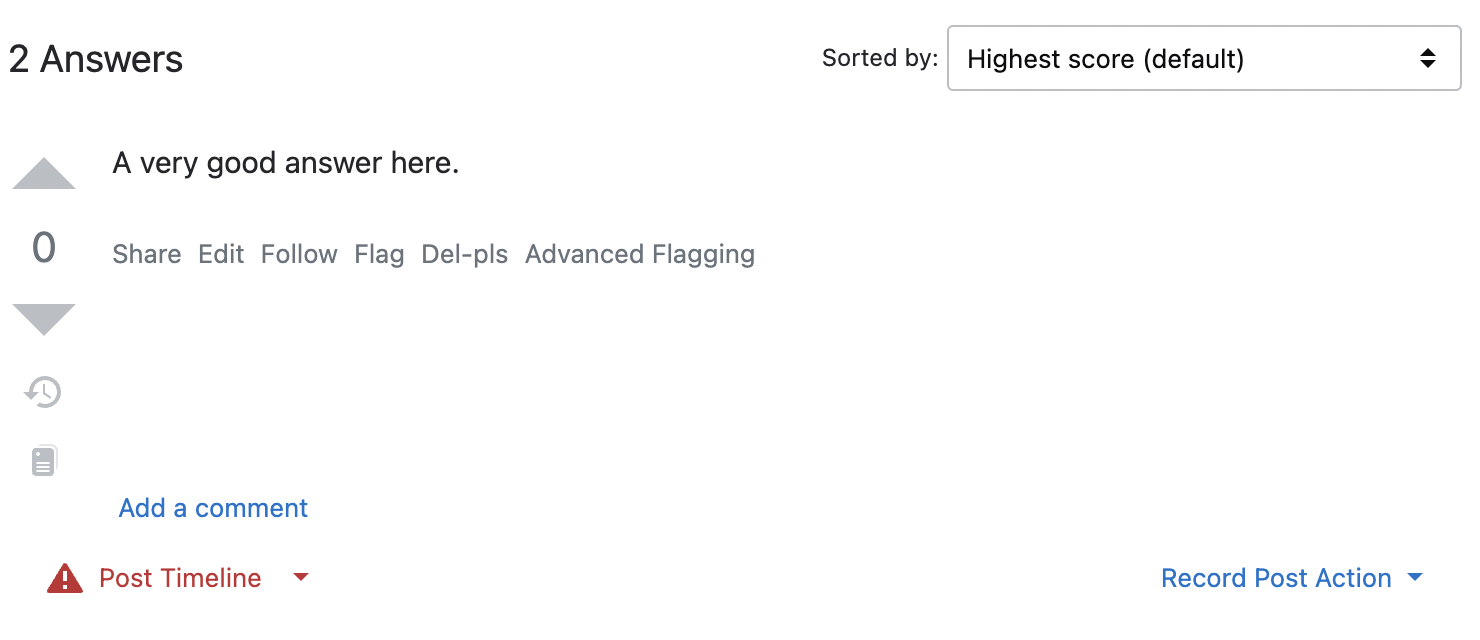 2 Answers
Sorted by: Highest score (default)
A very good answer here.
0
Share Edit Follow Flag Del-pls Advanced Flagging
Add a comment
Post Timeline
Record Post Action